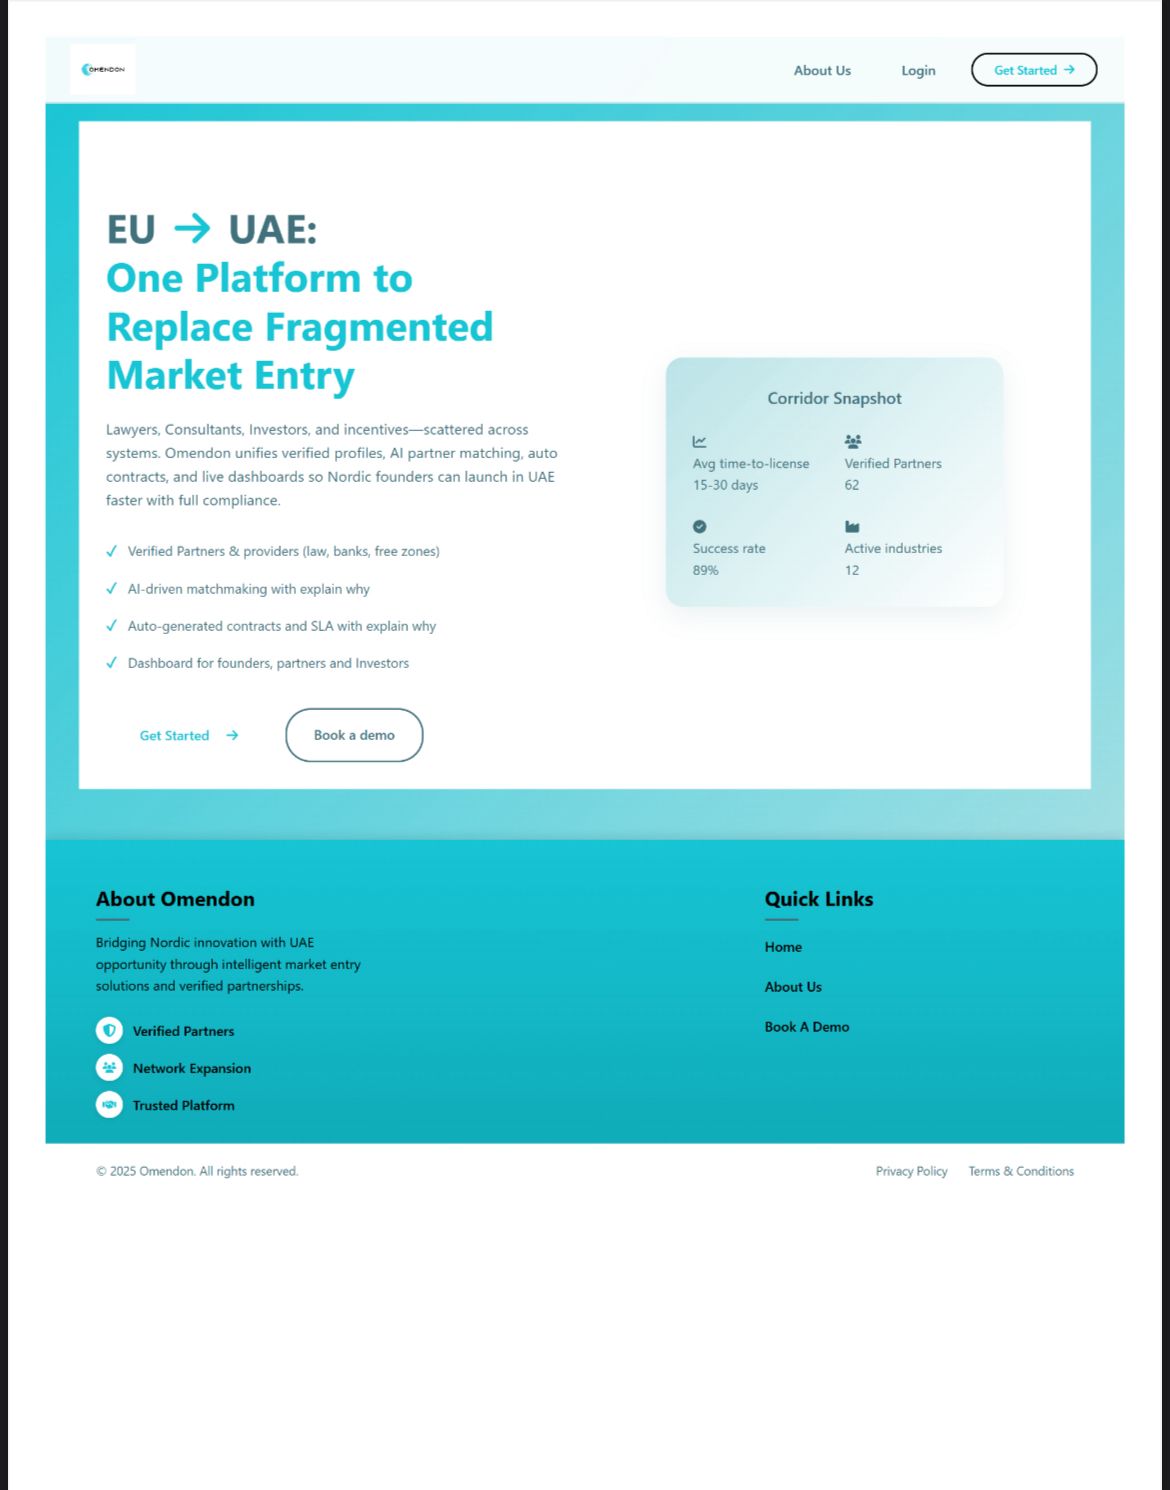 OMENDON
About Us
Login
Get Started
EU → UAE:
One Platform to
Replace Fragmented
Market Entry
Lawyers, Consultants, Investors, and incentives—scattered across
systems. Omendon unifies verified profiles, AI partner matching, auto
contracts, and live dashboards so Nordic founders can launch in UAE
faster with full compliance.
✓ Verified Partners & providers (law, banks, free zones)
✓ AI-driven matchmaking with explain why
✓ Auto-generated contracts and SLA with explain why
✓ Dashboard for founders, partners and Investors
Get Started →
Book a demo
Corridor Snapshot
Avg time-to-license
15-30 days
Verified Partners
62
Success rate
89%
Active industries
12
About Omendon
Bridging Nordic innovation with UAE
opportunity through intelligent market entry
solutions and verified partnerships.
Verified Partners
Network Expansion
Trusted Platform
Quick Links
Home
About Us
Book A Demo
© 2025 Omendon. All rights reserved.
Privacy Policy
Terms & Conditions